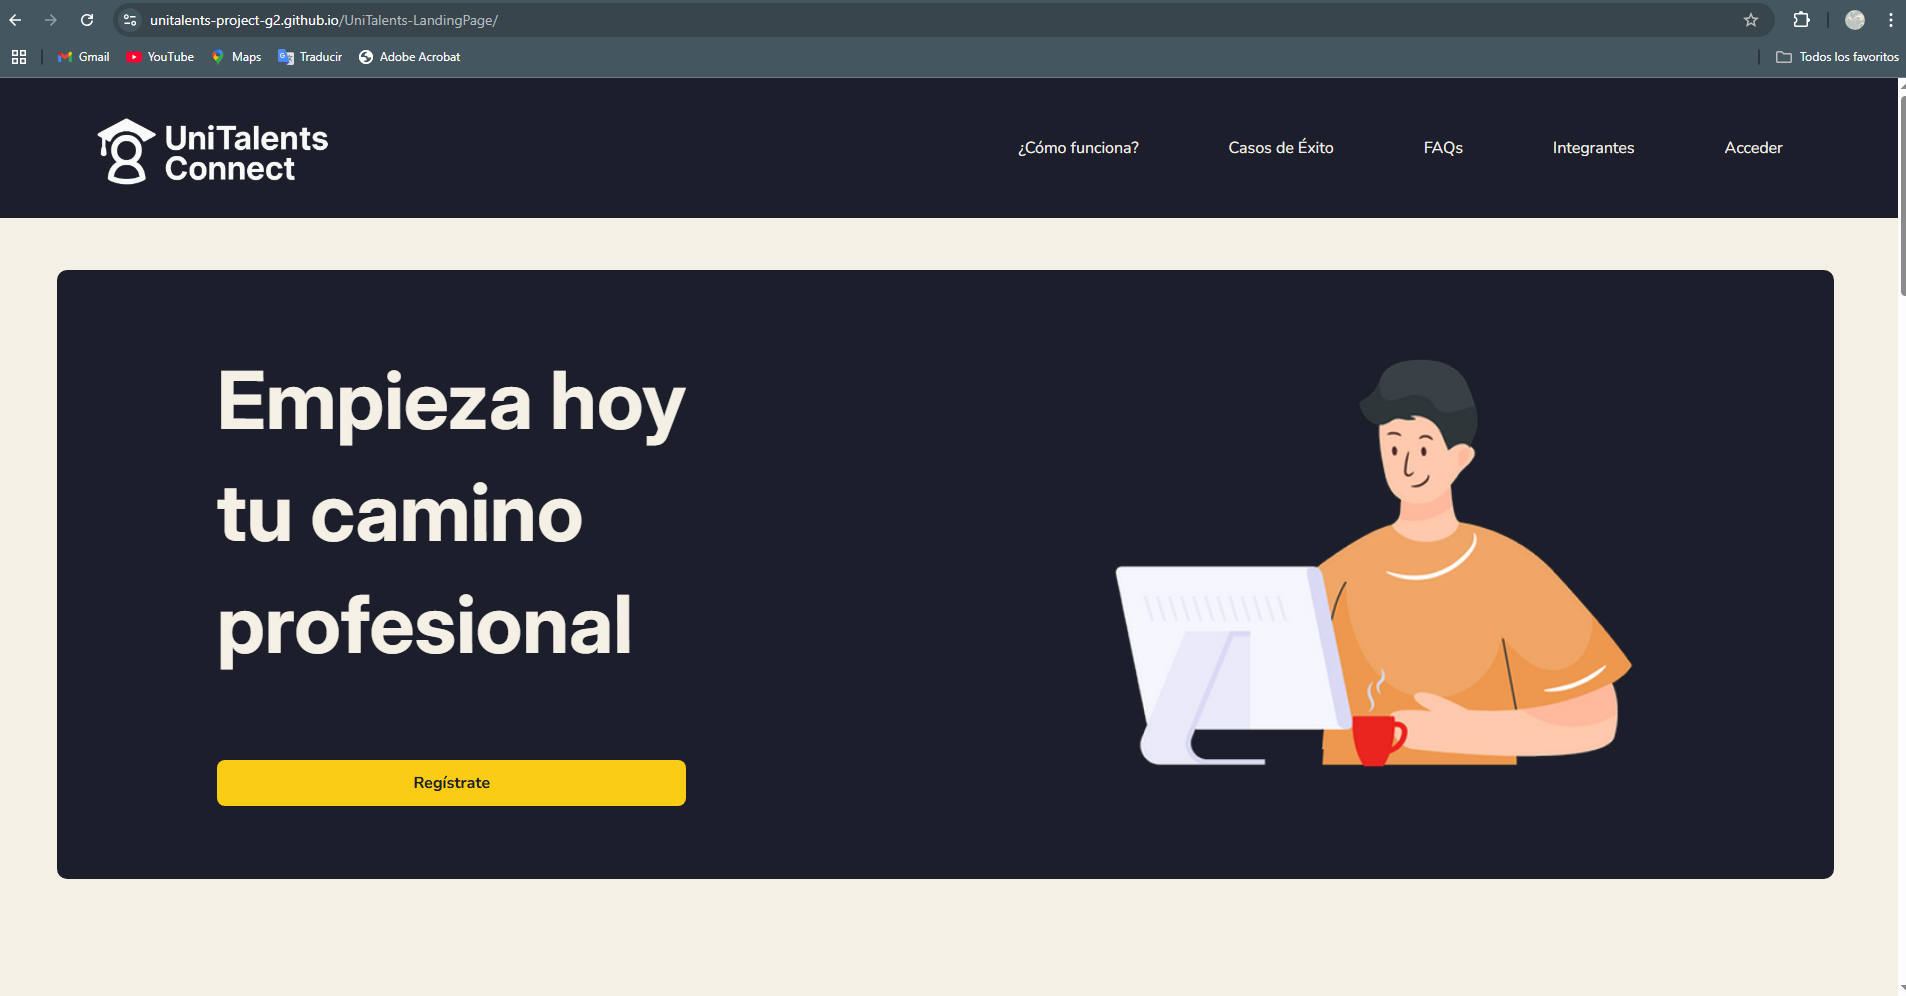 unitalents-project-g2.github.io/UniTalents-LandingPage/
Gmail YouTube Maps Traducir Adobe Acrobat Todos los favoritos
UniTalents
Connect
¿Cómo funciona? Casos de Éxito FAQs Integrantes Acceder
Empieza hoy
tu camino
profesional
Regístrate